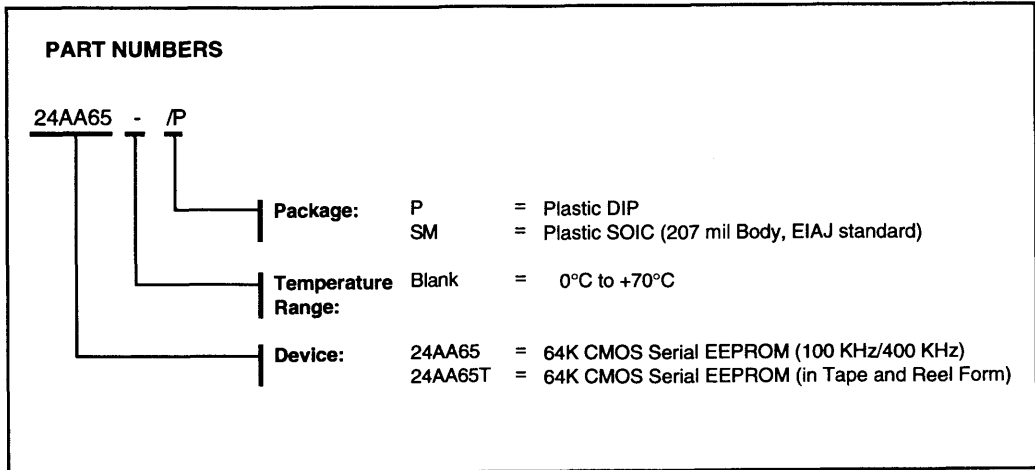 PART NUMBERS
24AA65 - /P
Package: P = Plastic DIP
SM = Plastic SOIC (207 mil Body, EIAJ standard)
Temperature Blank = 0°C to +70°C
Range:
Device: 24AA65 = 64K CMOS Serial EEPROM (100 KHz/400 KHz)
24AA65T = 64K CMOS Serial EEPROM (in Tape and Reel Form)